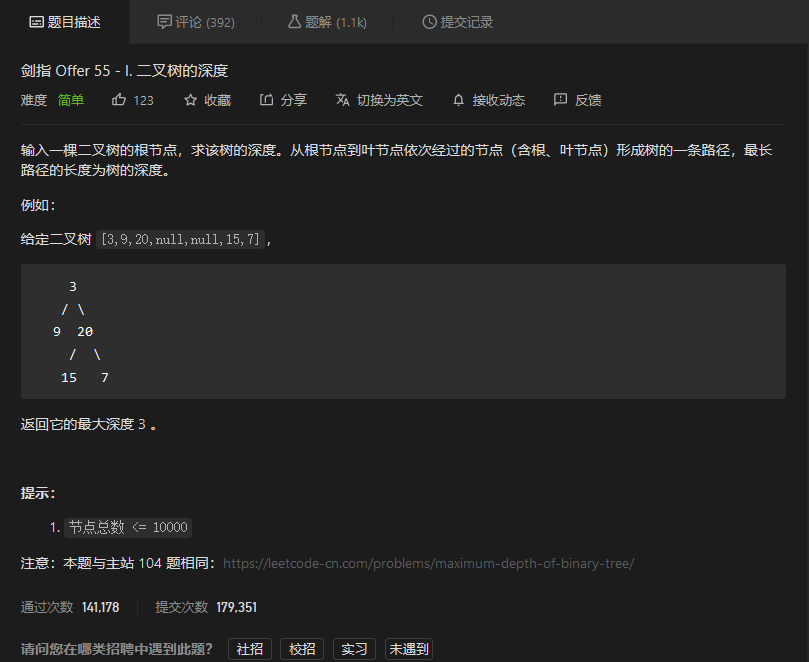 题目描述 评论 (392) 题解 (1.1k) 提交记录
剑指 Offer 55 - I. 二叉树的深度
难度 简单 123 收藏 分享 切换为英文 接收动态 反馈
输入一棵二叉树的根节点，求该树的深度。从根节点到叶节点依次经过的节点（含根、叶节点）形成树的一条路径，最长
路径的长度为树的深度。
例如：
给定二叉树 [3,9,20,null,null,15,7]，
3
/ \
9 20
/ \
15 7
返回它的最大深度 3 。
提示：
1. 节点总数 <= 10000
注意：本题与主站 104 题相同：https://leetcode-cn.com/problems/maximum-depth-of-binary-tree/
通过次数 141,178 提交次数 179,351
请问您在哪类招聘中遇到此题？ 社招 校招 实习 未遇到